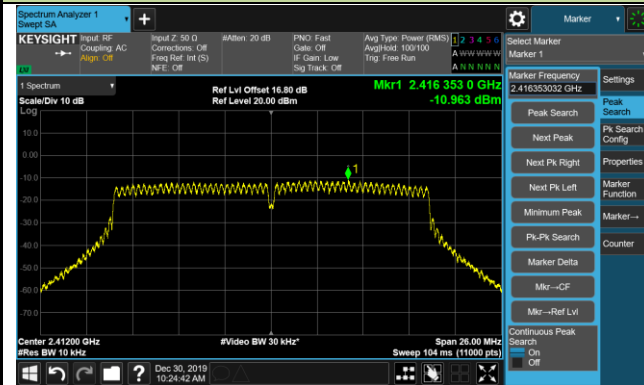 Spectrum Analyzer 1
Swept SA
Marker
KEYSIGHT
Input: RF
Coupling: AC
Align: Off
Input Z: 50 Ω
Corrections: Off
Freq Ref: Int (S)
NFE: Off
#Atten: 20 dB
PNO: Fast
Gate: Off
IF Gain: Low
Sig Track: Off
Avg Type: Power (RMS)
Avg|Hold: 100/100
Trig: Free Run
1 2 3 4 5 6
A W W W W W
A N N N N N
Select Marker
Marker 1
1 Spectrum
Scale/Div 10 dB
Ref Lvl Offset 16.80 dB
Ref Level 20.00 dBm
Mkr1 2.416 353 0 GHz
-10.963 dBm
Log
10.0
0.00
-10.0
-20.0
-30.0
-40.0
-50.0
-60.0
-70.0
1
Center 2.41200 GHz
#Res BW 10 kHz
#Video BW 30 kHz*
Span 26.00 MHz
Sweep 104 ms (11000 pts)
Marker Frequency
2.416353032 GHz
Peak Search
Next Peak
Next Pk Right
Next Pk Left
Minimum Peak
Pk-Pk Search
Marker Delta
Mkr→CF
Mkr→Ref Lvl
Continuous Peak
Search
On
Off
Settings
Peak
Search
Pk Search
Config
Properties
Marker
Function
Marker→
Counter
Dec 30, 2019
10:24:42 AM